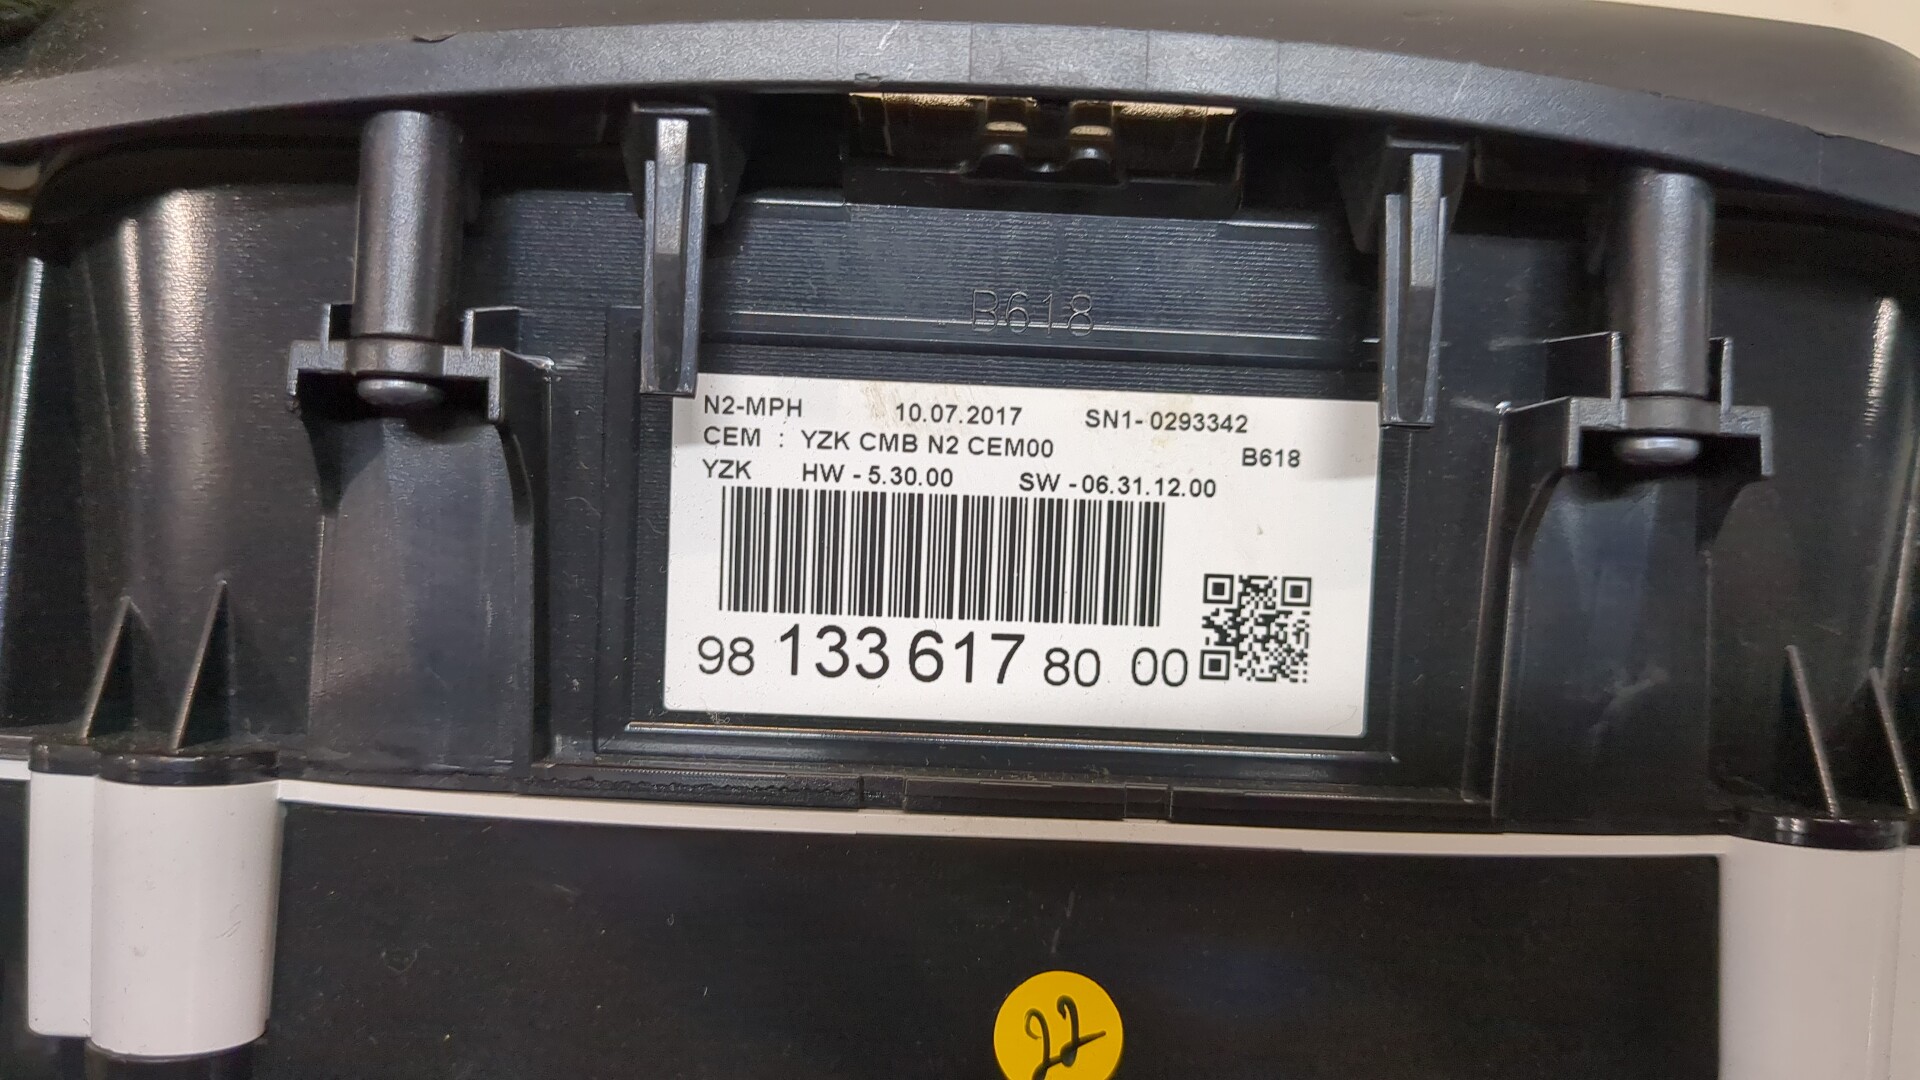 B618
N2-MPH 10.07.2017 SN1-0293342
CEM : YZK CMB N2 CEM00 B618
YZK HW - 5.30.00 SW - 06.31.12.00
98 133 617 80 00
22